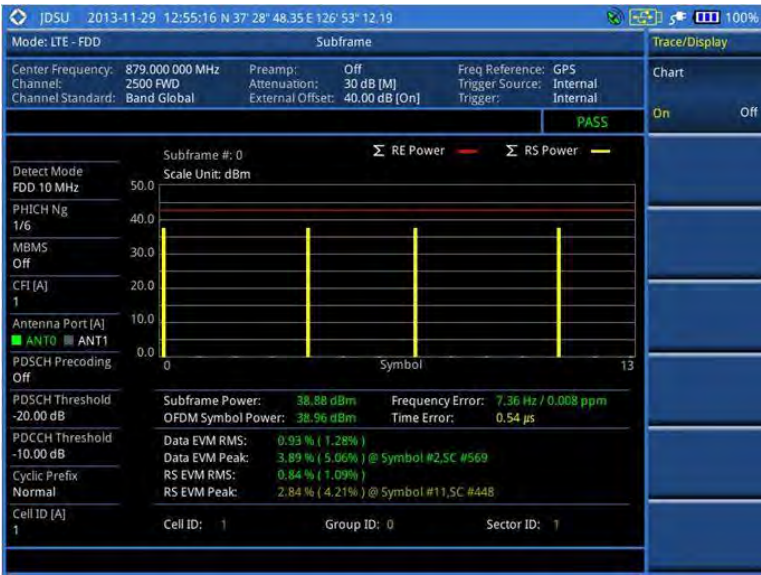 JDSU 2013-11-29 12:55:16 N 37° 28" 48.35 E 126° 53" 12.19 100%
Mode: LTE - FDD Subframe Trace/Display
Center Frequency: 879.000 000 MHz Preamp: Off Freq Reference: GPS
Channel: 2500 FWD Attenuation: 30 dB [M] Trigger Source: Internal
Channel Standard: Band Global External Offset: 40.00 dB [On] Trigger: Internal
Chart
On Off
PASS
Subframe #: 0 Σ RE Power Σ RS Power
Scale Unit: dBm
Detect Mode
FDD 10 MHz
PHICH Ng
1/6
MBMS
Off
CFI [A]
1
Antenna Port [A]
ANT0 ANT1
PDSCH Precoding
Off
PDSCH Threshold
-20.00 dB
PDCCH Threshold
-10.00 dB
Cyclic Prefix
Normal
Cell ID [A]
1
50.0
40.0
30.0
20.0
10.0
0.0
0 Symbol 13
Subframe Power: 38.88 dBm Frequency Error: 7.36 Hz / 0.008 ppm
OFDM Symbol Power: 38.96 dBm Time Error: 0.54 µs
Data EVM RMS: 0.93 % ( 1.28% )
Data EVM Peak: 3.89 % ( 5.06% ) @ Symbol #2,SC #569
RS EVM RMS: 0.84 % ( 1.09% )
RS EVM Peak: 2.84 % ( 4.21% ) @ Symbol #11,SC #448
Cell ID: 1 Group ID: 0 Sector ID: 1